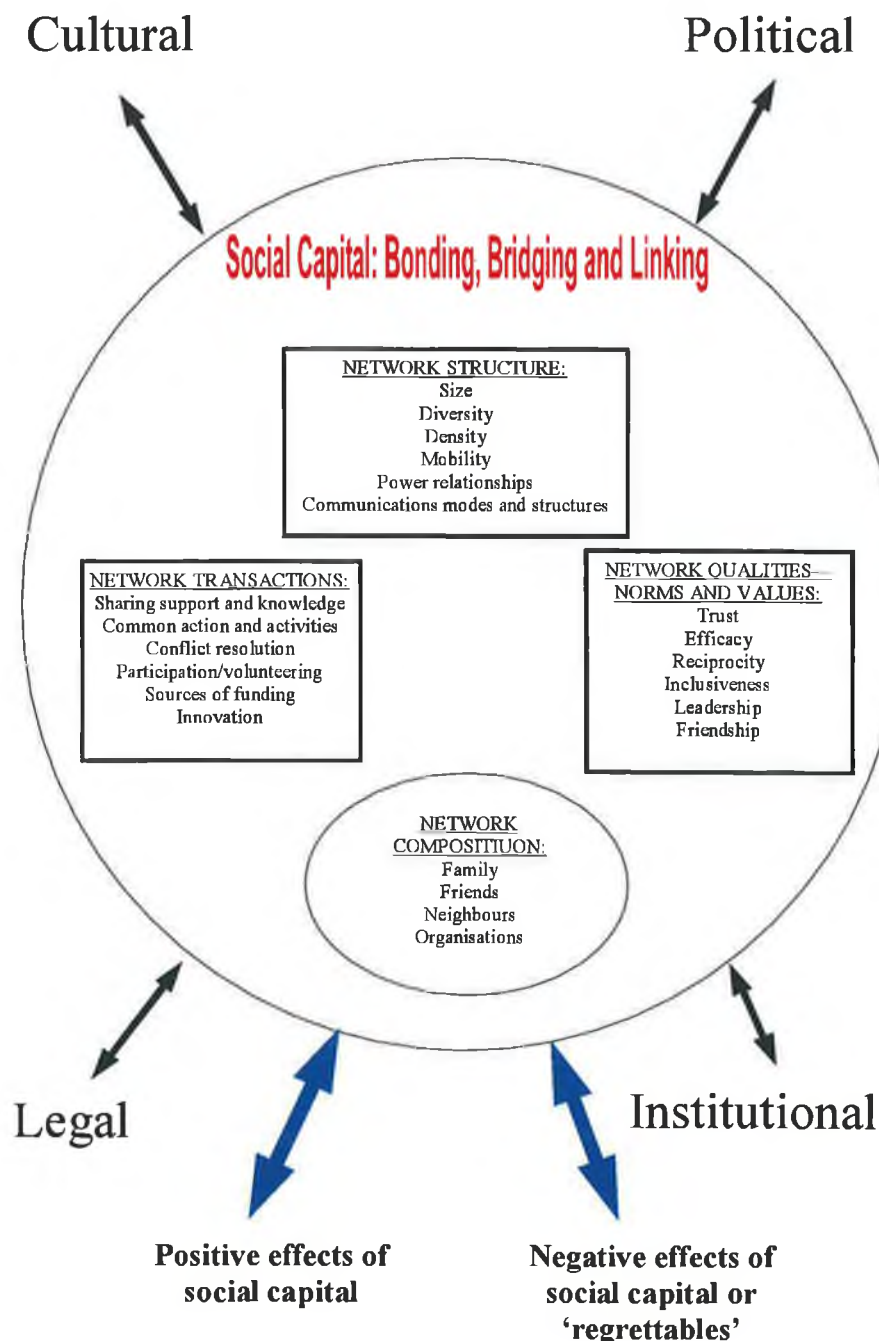 Cultural
Political
Social Capital: Bonding, Bridging and Linking
NETWORK STRUCTURE:
Size
Diversity
Density
Mobility
Power relationships
Communications modes and structures
NETWORK TRANSACTIONS:
Sharing support and knowledge
Common action and activities
Conflict resolution
Participation/volunteering
Sources of funding
Innovation
NETWORK QUALITIES—
NORMS AND VALUES:
Trust
Efficacy
Reciprocity
Inclusiveness
Leadership
Friendship
NETWORK
COMPOSITIUON:
Family
Friends
Neighbours
Organisations
Legal
Institutional
Positive effects of
social capital
Negative effects of
social capital or
‘regrettables’